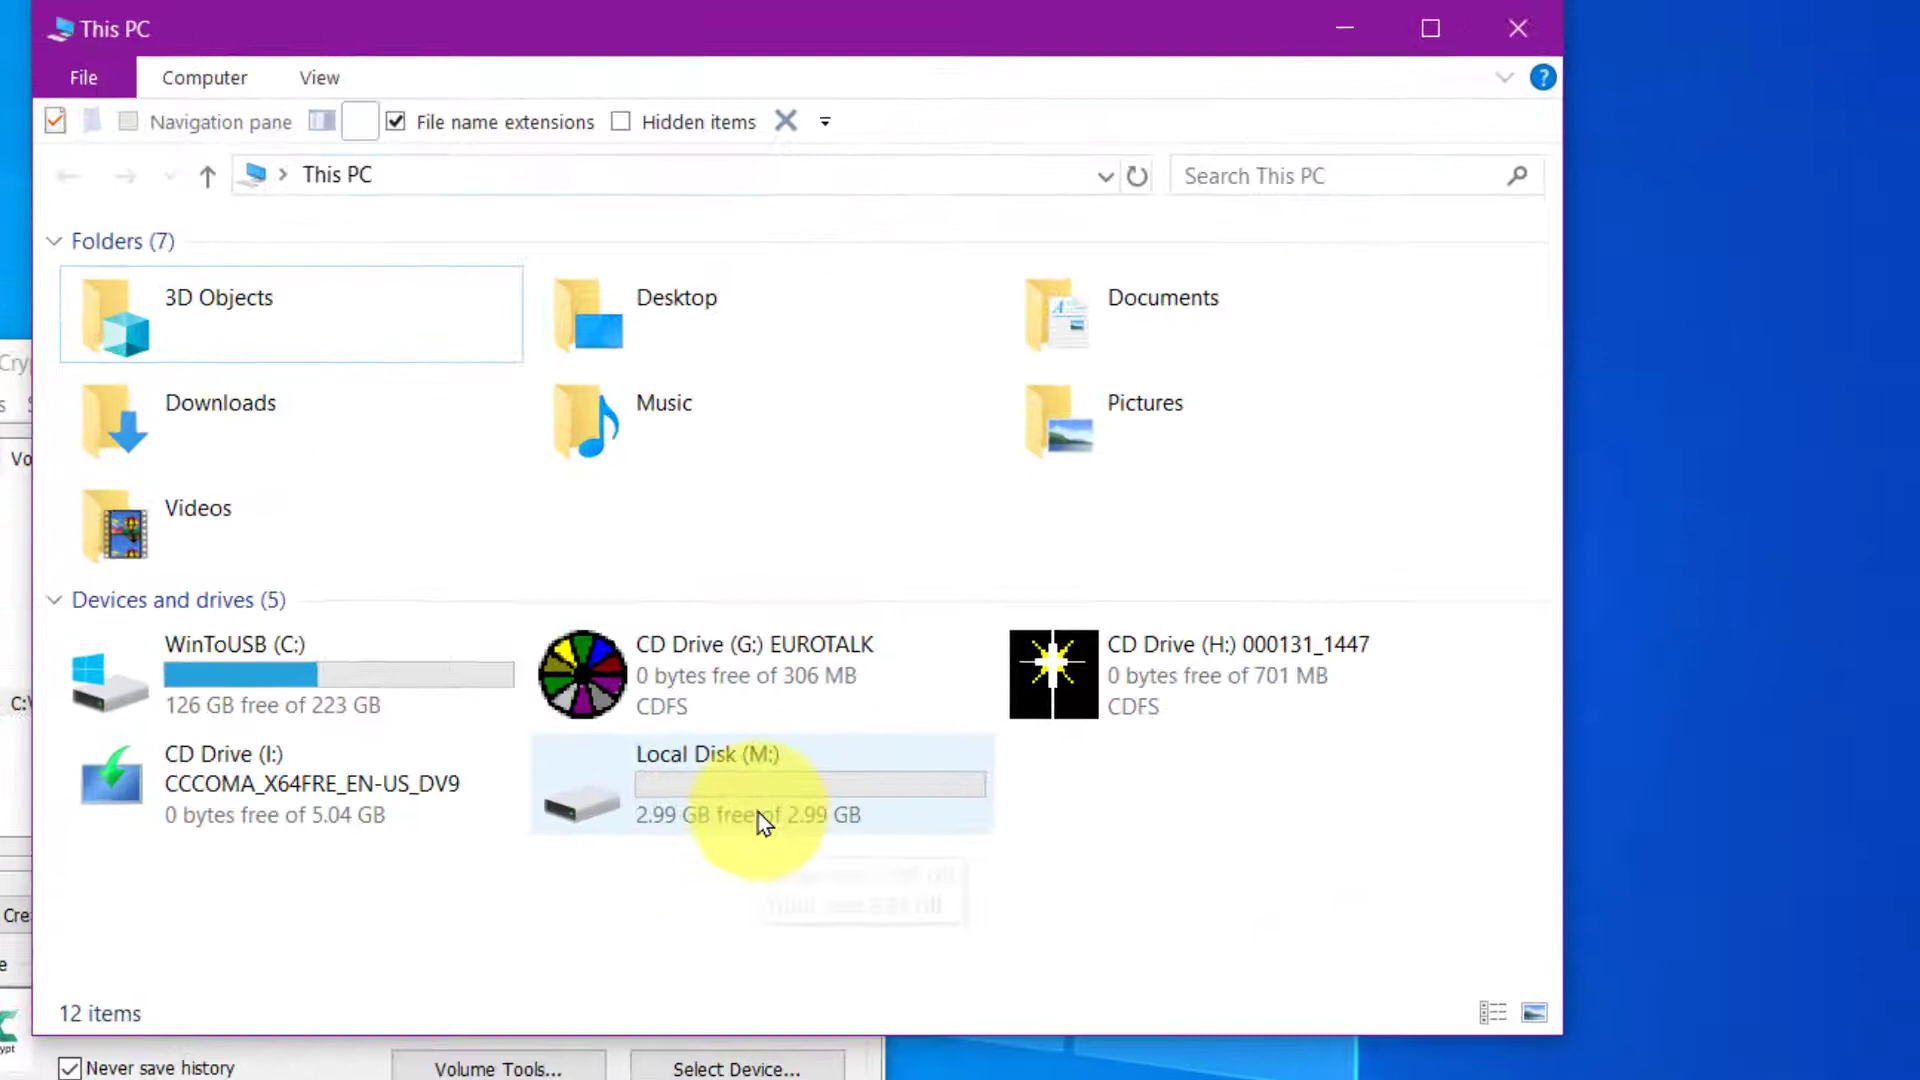 This PC
File Computer View
Navigation pane File name extensions Hidden items
This PC
Search This PC
Folders (7)
3D Objects
Desktop
Documents
Downloads
Music
Pictures
Videos
Devices and drives (5)
WinToUSB (C:)
126 GB free of 223 GB
CD Drive (G:) EUROTALK
0 bytes free of 306 MB
CDFS
CD Drive (H:) 000131_1447
0 bytes free of 701 MB
CDFS
CD Drive (I:)
CCCOMA_X64FRE_EN-US_DV9
0 bytes free of 5.04 GB
Local Disk (M:)
2.99 GB free of 2.99 GB
12 items
Never save history
Volume Tools...
Select Device...